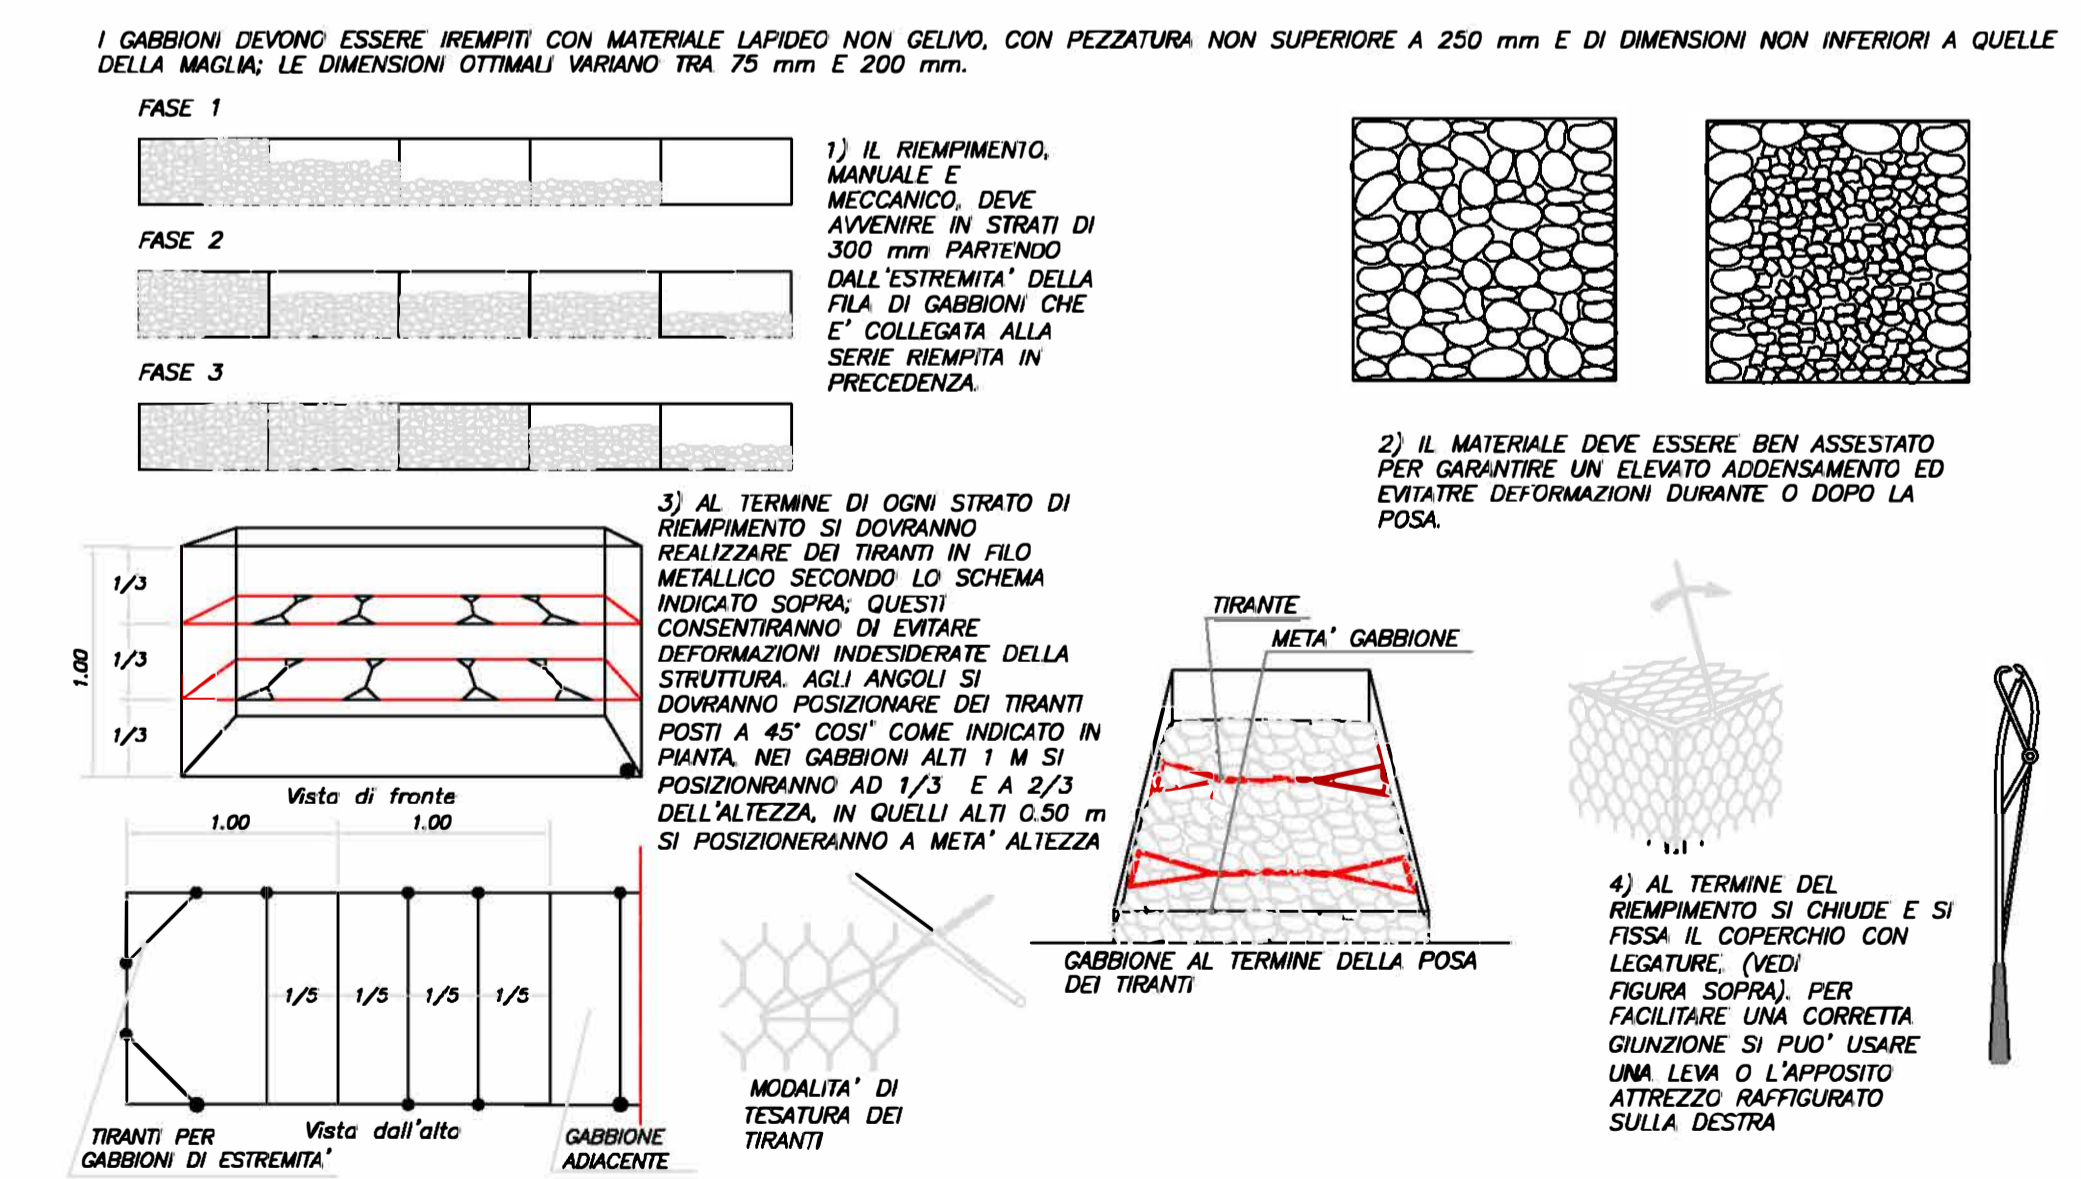 I GABBIONI DEVONO ESSERE IREMPITI CON MATERIALE LAPIDEO NON GELIVO, CON PEZZATURA NON SUPERIORE A 250 mm E DI DIMENSIONI NON INFERIORI A QUELLE
DELLA MAGLIA; LE DIMENSIONI OTTIMALI VARIANO TRA 75 mm E 200 mm.
FASE 1
FASE 2
FASE 3
1) IL RIEMPIMENTO,
MANUALE E
MECCANICO, DEVE
AVVENIRE IN STRATI DI
300 mm PARTENDO
DALL'ESTREMITA' DELLA
FILA DI GABBIONI CHE
E' COLLEGATA ALLA
SERIE RIEMPITA IN
PRECEDENZA.
2) IL MATERIALE DEVE ESSERE BEN ASSESTATO
PER GARANTIRE UN ELEVATO ADDENSAMENTO ED
EVITATRE DEFORMAZIONI DURANTE O DOPO LA
POSA.
3) AL TERMINE DI OGNI STRATO DI
RIEMPIMENTO SI DOVRANNO
REALIZZARE DEI TIRANTI IN FILO
METALLICO SECONDO LO SCHEMA
INDICATO SOPRA; QUESTI
CONSENTIRANNO DI EVITARE
DEFORMAZIONI INDESIDERATE DELLA
STRUTTURA. AGLI ANGOLI SI
DOVRANNO POSIZIONARE DEI TIRANTI
POSTI A 45° COSI" COME INDICATO IN
PIANTA. NEI GABBIONI ALTI 1 M SI
POSIZIONRANNO AD 1/3 E A 2/3
DELL'ALTEZZA, IN QUELLI ALTI 0.50 m
SI POSIZIONERANNO A META' ALTEZZA
1.00
1/3
1/3
1/3
Vista di fronte
1.00
1.00
1/5
1/5
1/5
1/5
Vista dall'alto
TIRANTI PER
GABBIONI DI ESTREMITA'
GABBIONE
ADIACENTE
MODALITA' DI
TESATURA DEI
TIRANTI
TIRANTE
META' GABBIONE
GABBIONE AL TERMINE DELLA POSA
DEI TIRANTI
4) AL TERMINE DEL
RIEMPIMENTO SI CHIUDE E SI
FISSA IL COPERCHIO CON
LEGATURE, (VEDI
FIGURA SOPRA). PER
FACILITARE UNA CORRETTA
GIUNZIONE SI PUO' USARE
UNA LEVA O L'APPOSITO
ATTREZZO RAFFIGURATO
SULLA DESTRA